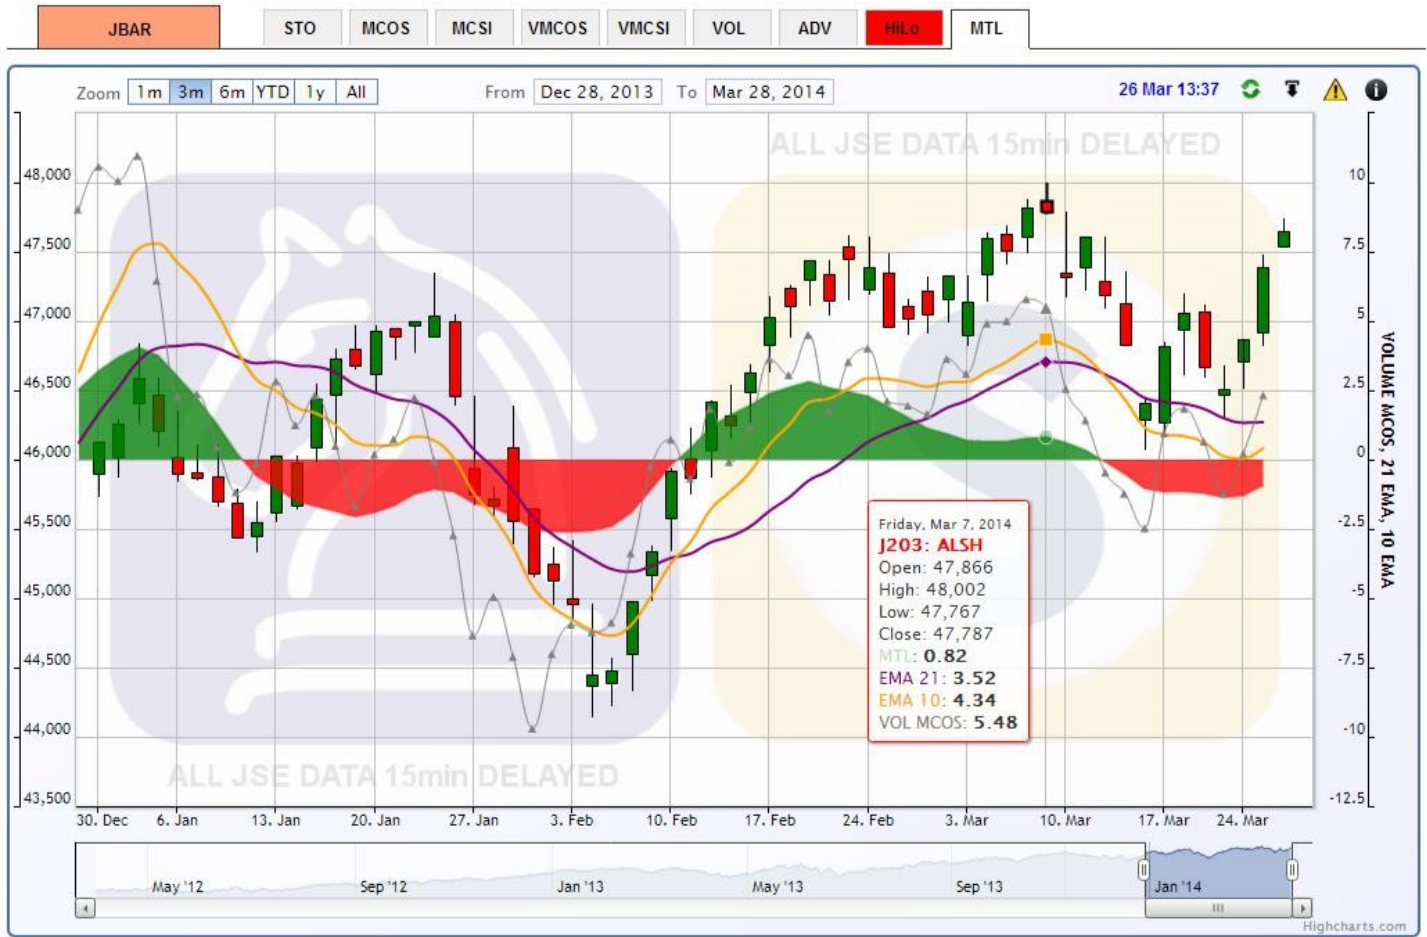 JBAR STO MCOS MCSI VMCOS VMCSI VOL ADV HiLo MTL
Zoom 1m 3m 6m YTD 1y All From Dec 28, 2013 To Mar 28, 2014 26 Mar 13:37
ALL JSE DATA 15min DELAYED
48,000 10
47,500 7.5
47,000 5
46,500 2.5
46,000 0
45,500 -2.5
45,000 -5
44,500 -7.5
44,000 -10
43,500 -12.5
VOLUME MCOS, 21 EMA, 10 EMA
Friday, Mar 7, 2014
J203: ALSH
Open: 47,866
High: 48,002
Low: 47,767
Close: 47,787
MTL: 0.82
EMA 21: 3.52
EMA 10: 4.34
VOL MCOS: 5.48
ALL JSE DATA 15min DELAYED
30. Dec 6. Jan 13. Jan 20. Jan 27. Jan 3. Feb 10. Feb 17. Feb 24. Feb 3. Mar 10. Mar 17. Mar 24. Mar
May '12 Sep '12 Jan '13 May '13 Sep '13 Jan '14
Highcharts.com